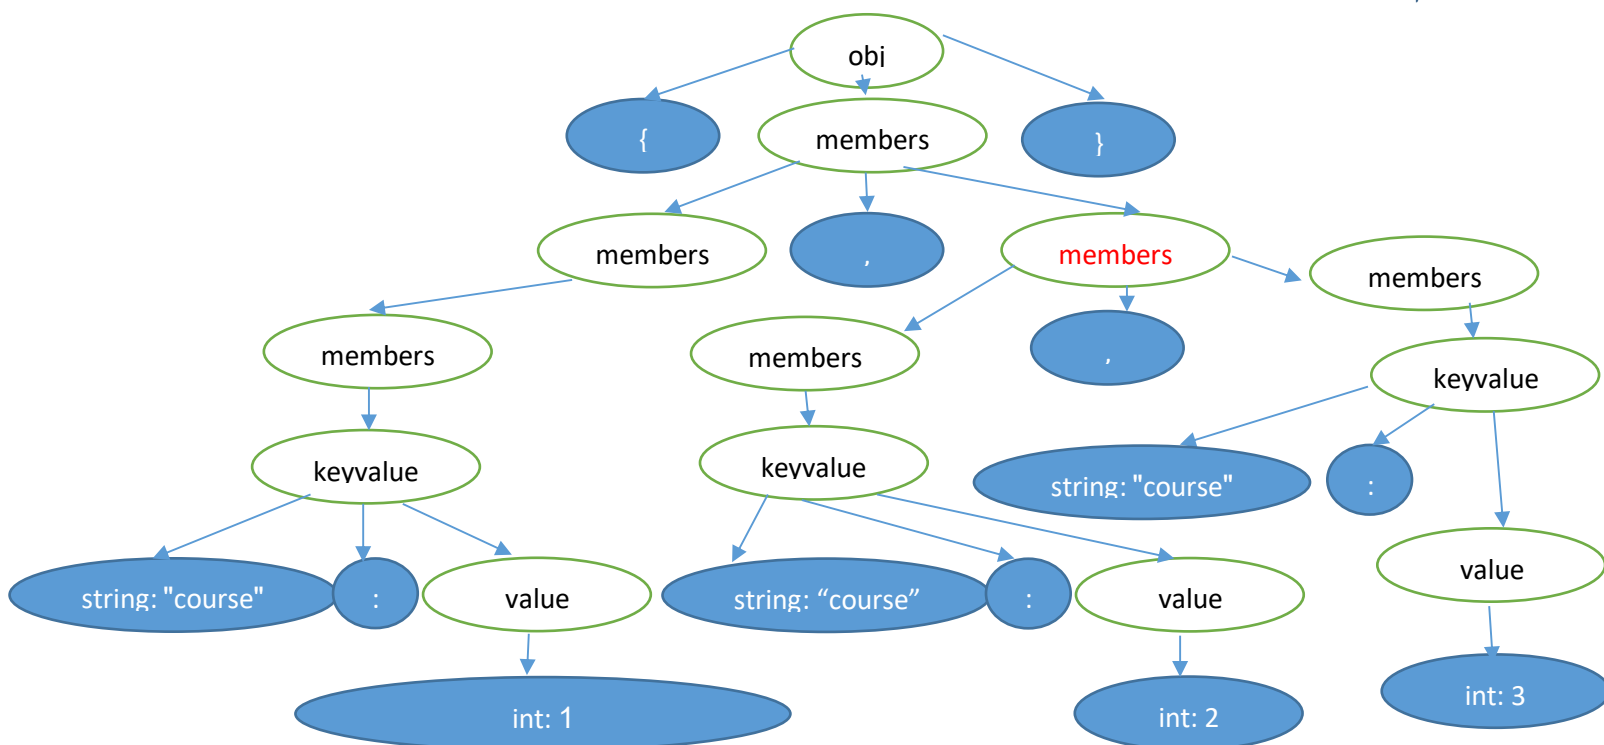 obj
{
members
}
members
,
members
members
members
members
,
keyvalue
keyvalue
keyvalue
string: "course"
:
string: "course"
:
value
string: “course”
:
value
value
int: 1
int: 2
int: 3